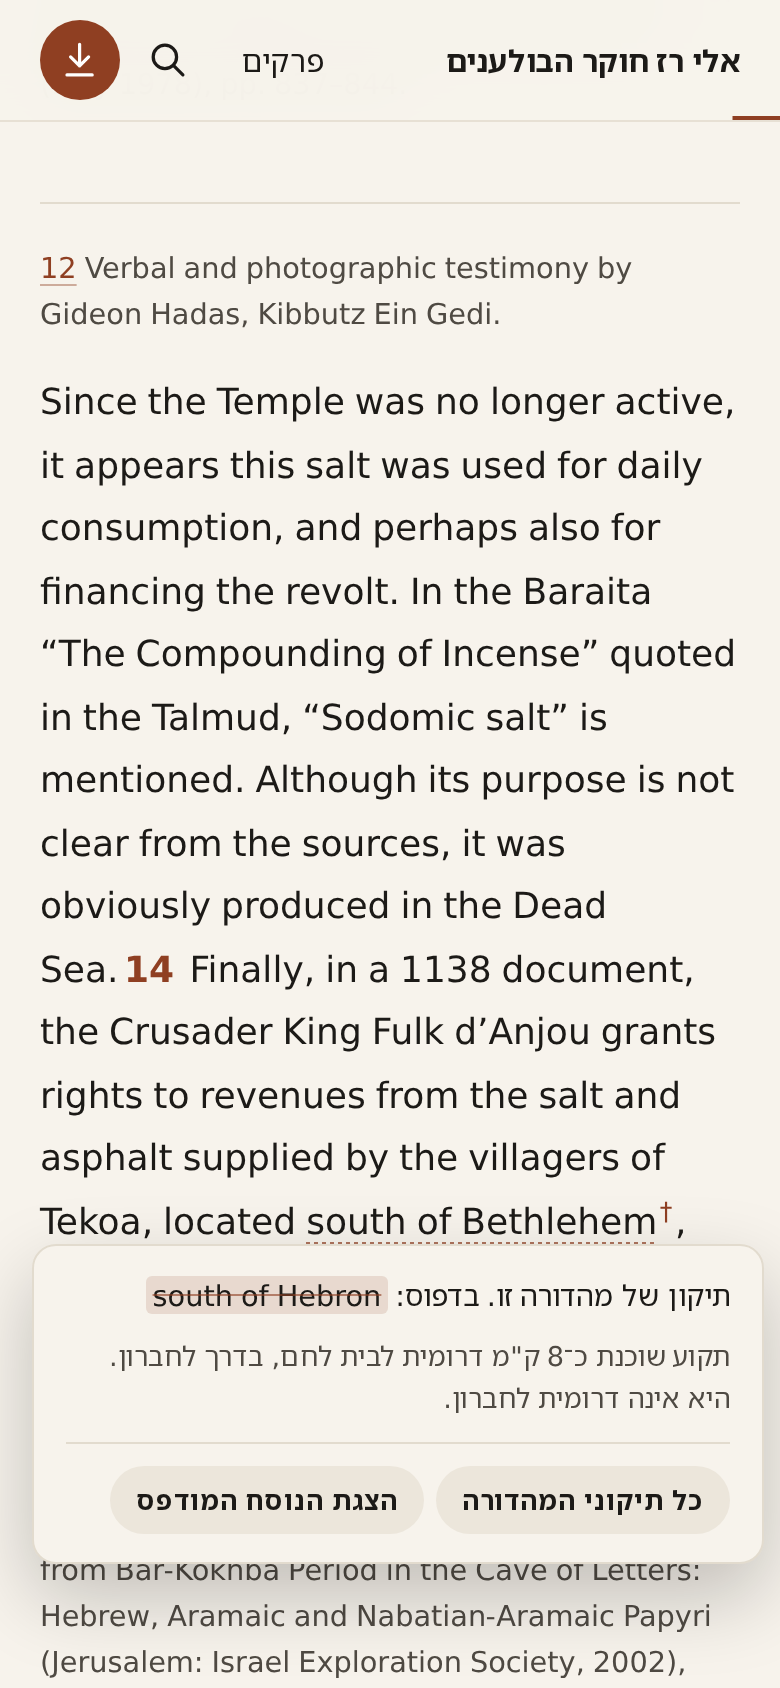 אלי רז חוקר הבולענים
פרקים
12 Verbal and photographic testimony by
Gideon Hadas, Kibbutz Ein Gedi.
Since the Temple was no longer active,
it appears this salt was used for daily
consumption, and perhaps also for
financing the revolt. In the Baraita
“The Compounding of Incense” quoted
in the Talmud, “Sodomic salt” is
mentioned. Although its purpose is not
clear from the sources, it was
obviously produced in the Dead
Sea. 14 Finally, in a 1138 document,
the Crusader King Fulk d’Anjou grants
rights to revenues from the salt and
asphalt supplied by the villagers of
Tekoa, located south of Bethlehem†,
תיקון של מהדורה זו. בדפוס: south of Hebron
תקוע שוכנת כ־8 ק"מ דרומית לבית לחם, בדרך לחברון.
היא אינה דרומית לחברון.
כל תיקוני המהדורה
הצגת הנוסח המודפס
from Bar-Kokhba Period in the Cave of Letters:
Hebrew, Aramaic and Nabatian-Aramaic Papyri
(Jerusalem: Israel Exploration Society, 2002),